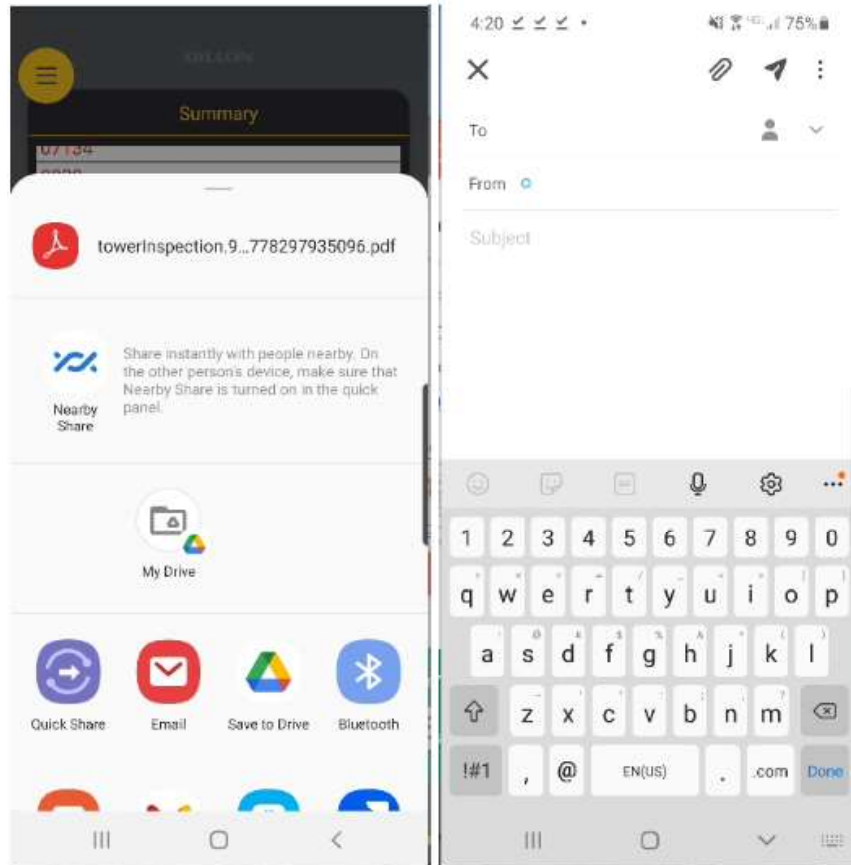 Summary
07134
towerInspection,9...778297935096.pdf
Share instantly with people nearby. On
the other person's device, make sure that
Nearby Share is turned on in the quick
panel.
Nearby
Share
My Drive
Quick Share
Email
Save to Drive
Bluetooth
4:20
75%
To
From
Subject
1 2 3 4 5 6 7 8 9 0
q w e r t y u i o p
a s d f g h j k l
z x c v b n m
!#1 , @ EN(US) . .com Done